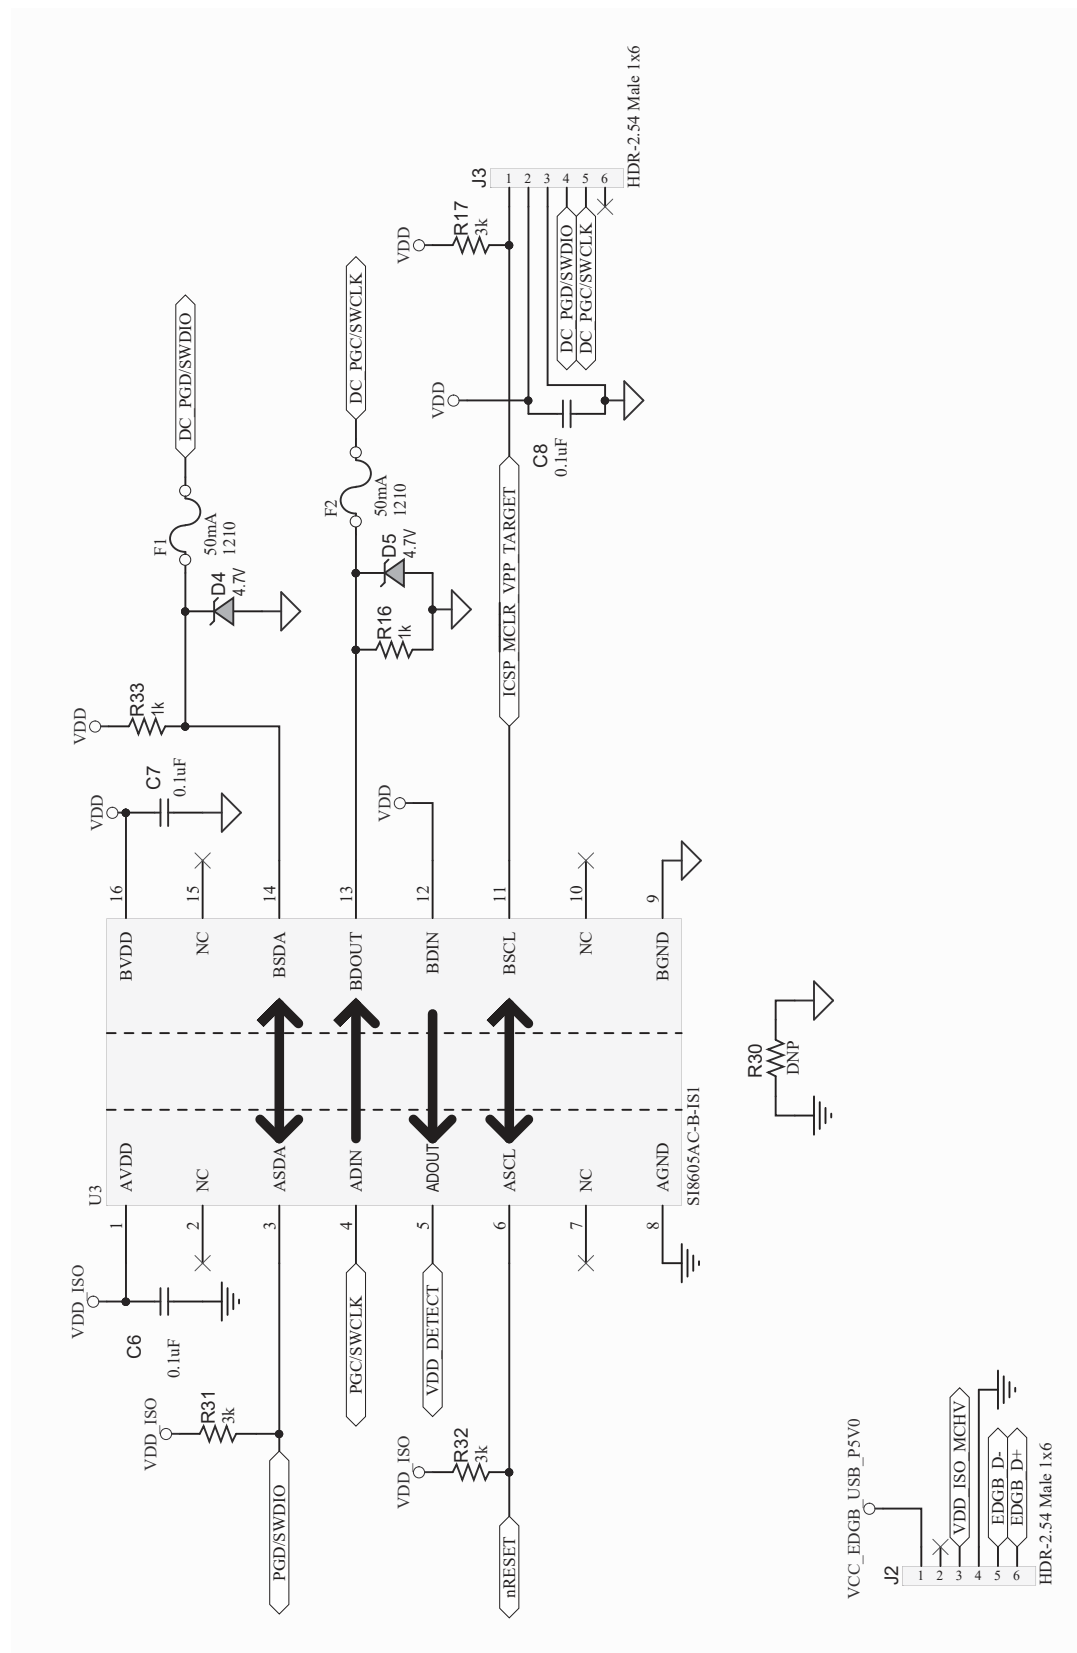 U3
SI8605AC-B-IS1
AVDD
NC
ASDA
ADIN
ADOUT
ASCL
NC
AGND
1
2
3
4
5
6
7
8
BVDD
NC
BSDA
BDOUT
BDIN
BSCL
NC
BGND
16
15
14
13
12
11
10
9
VDD_ISO
C6
0.1uF
VDD_ISO
R31
3k
PGD/SWDIO
PGC/SWCLK
VDD_DETECT
VDD_ISO
R32
3k
nRESET
VDD
C7
0.1uF
VDD
R33
1k
D4
4.7V
F1
50mA
1210
DC_PGD/SWDIO
R16
1k
D5
4.7V
F2
50mA
1210
DC_PGC/SWCLK
VDD
ICSP_MCLR_VPP_TARGET
VDD
C8
0.1uF
VDD
R17
3k
DC_PGD/SWDIO
DC_PGC/SWCLK
J3
1
2
3
4
5
6
HDR-2.54 Male 1x6
R30
DNP
VCC_EDGB_USB_P5V0
J2
1
2
3
4
5
6
VDD_ISO_MCHV
EDGB_D-
EDGB_D+
HDR-2.54 Male 1x6